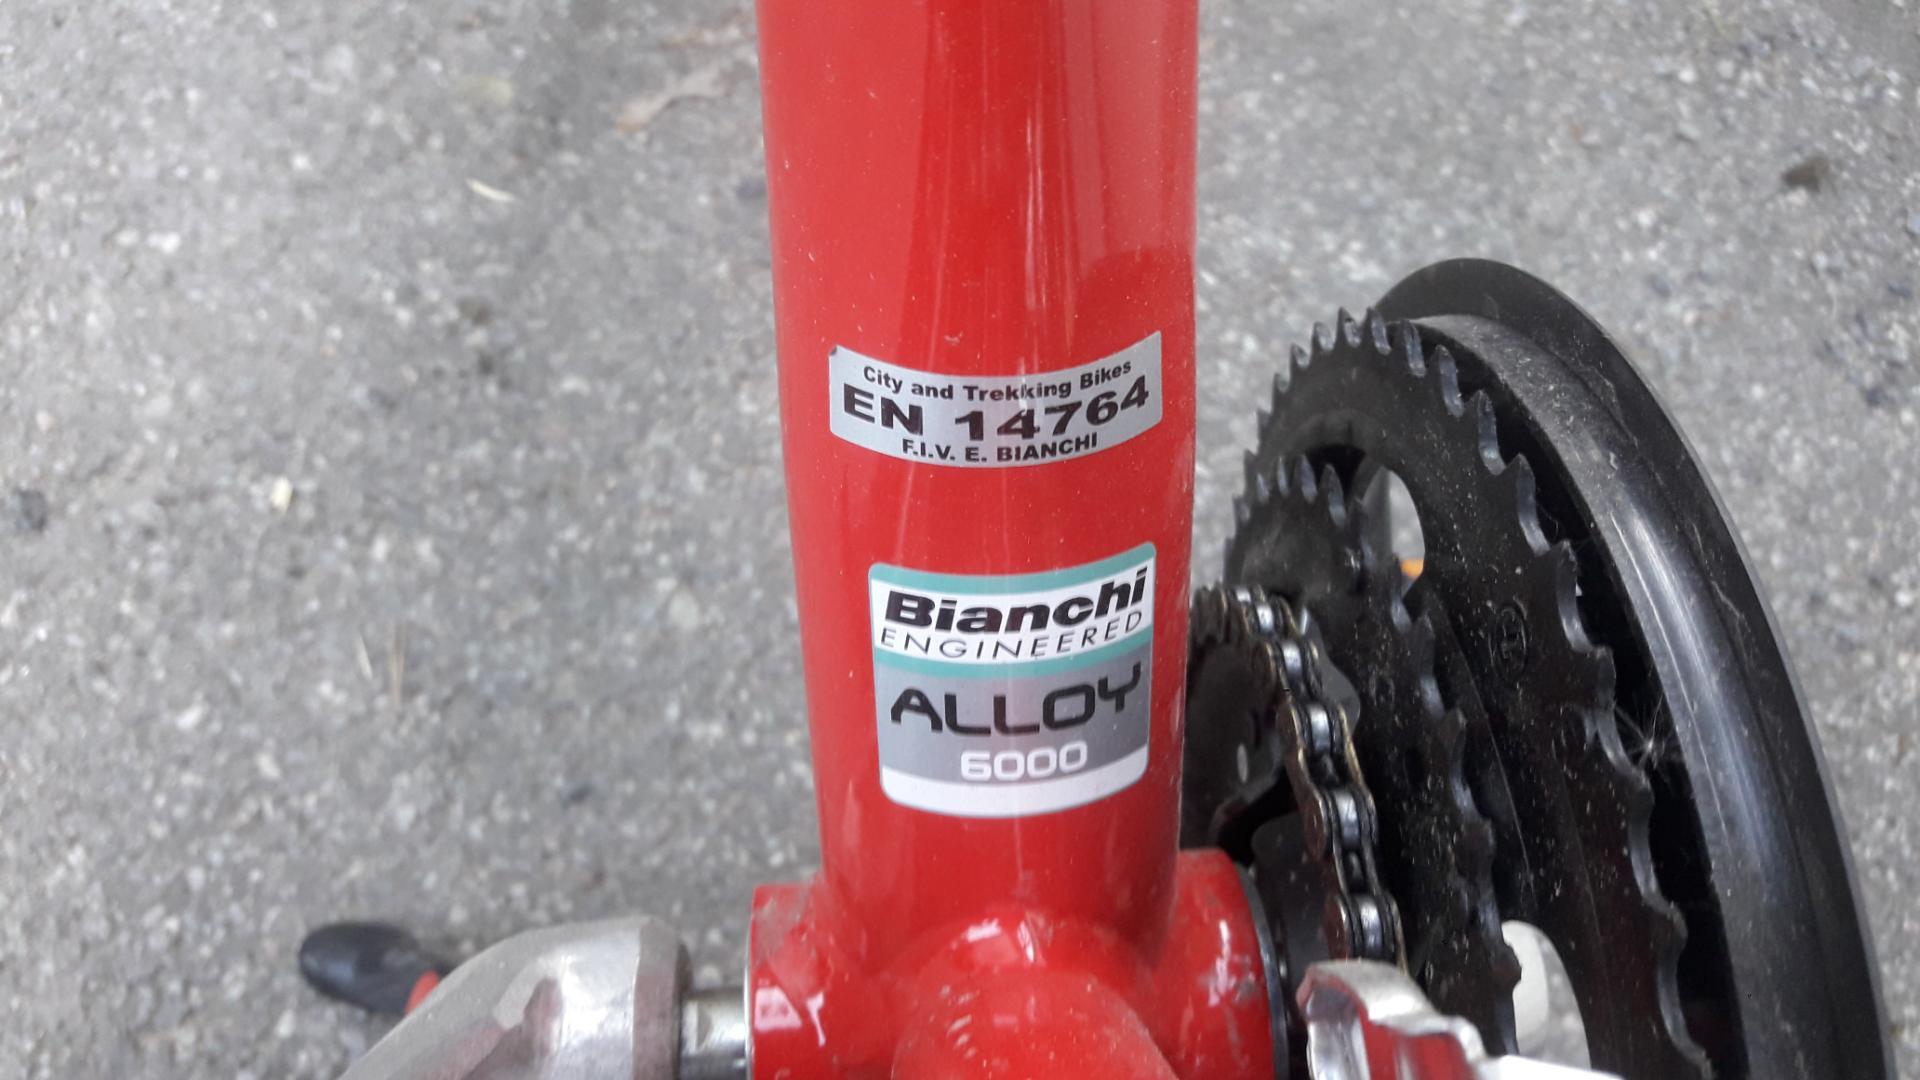 City and Trekking Bikes
EN 14764
F.I.V. E. BIANCHI
Bianchi
ENGINEERED
ALLOY
6000